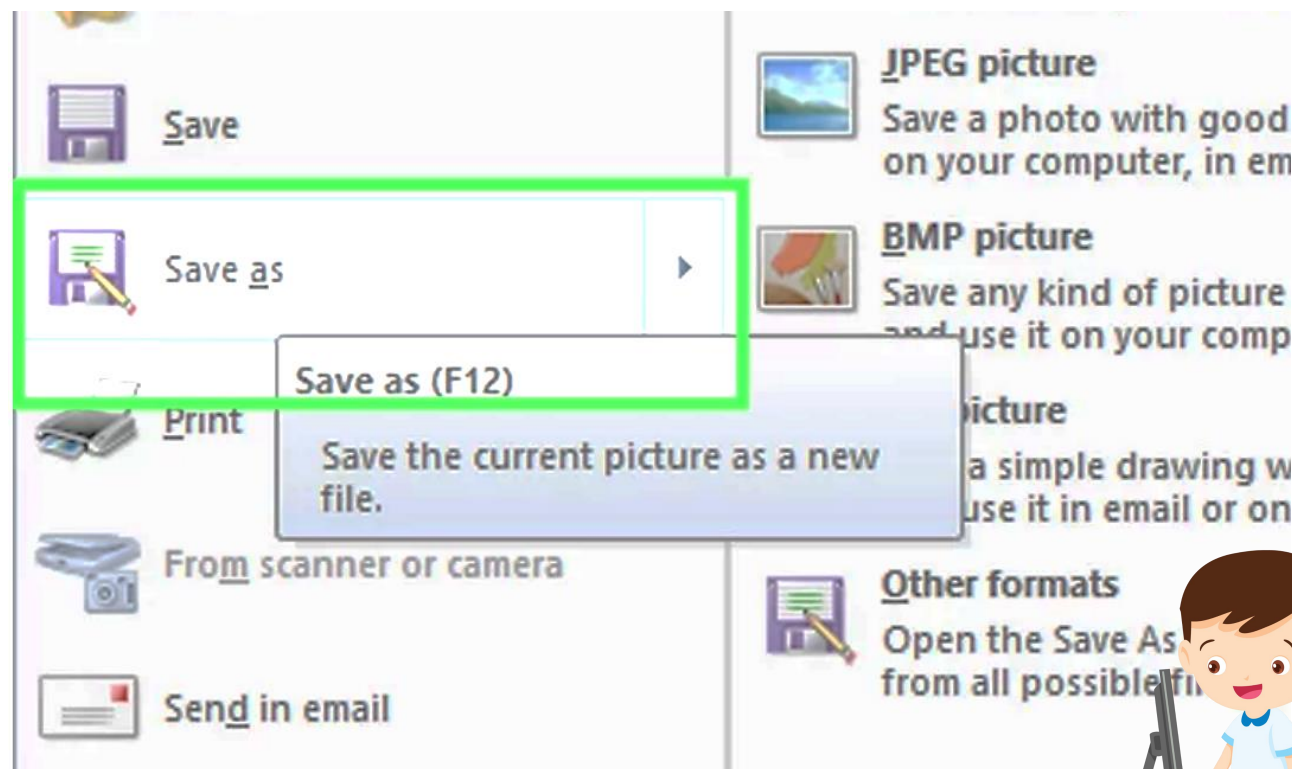 Save
Save as
Save as (F12)
Save the current picture as a new
file.
Print
From scanner or camera
Send in email
JPEG picture
Save a photo with good
on your computer, in em
BMP picture
Save any kind of picture
and use it on your comp
picture
a simple drawing w
use it in email or on
Other formats
Open the Save As
from all possible